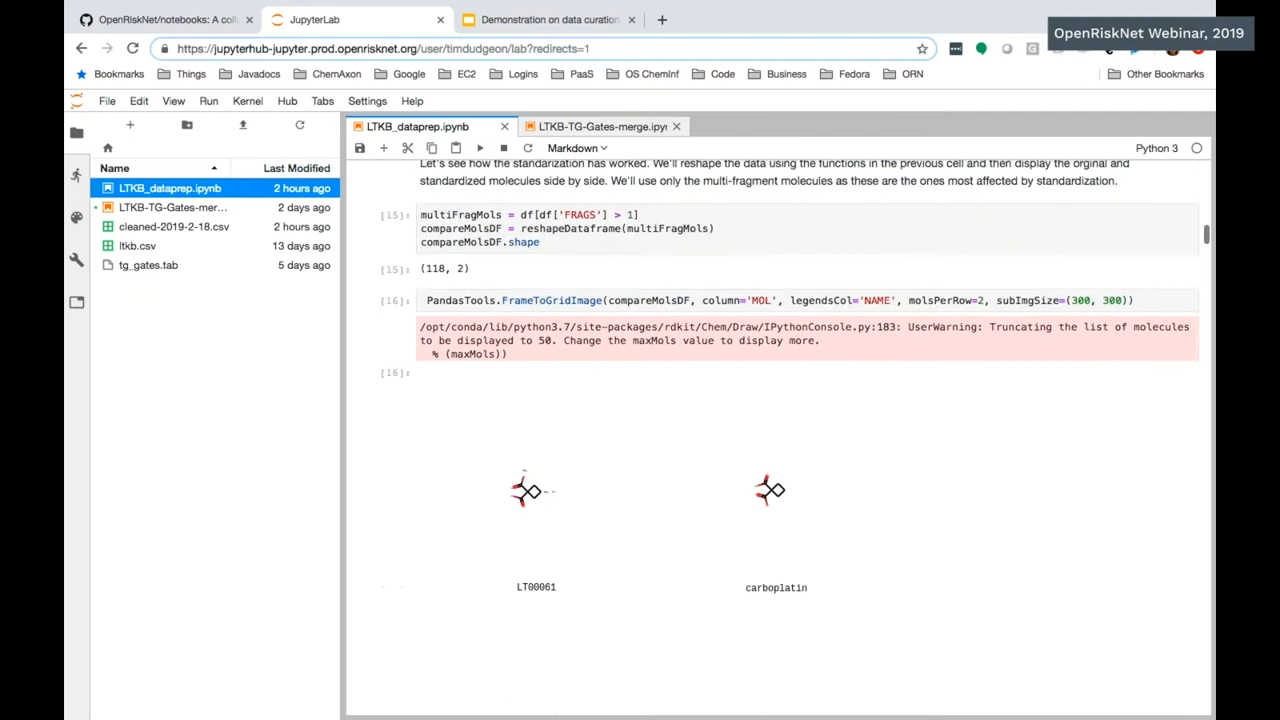 OpenRiskNet/notebooks: A coll
JupyterLab
Demonstration on data curation
OpenRiskNet Webinar, 2019
https://jupyterhub-jupyter.prod.openrisknet.org/user/timdudgeon/lab?redirects=1
Bookmarks Things Javadocs ChemAxon Google EC2 Logins PaaS OS ChemInf Code Business Fedora ORN Other Bookmarks
File Edit View Run Kernel Hub Tabs Settings Help
LTKB_dataprep.ipynb
LTKB-TG-Gates-merge.ipyr
Markdown
Python 3
Name Last Modified
LTKB_dataprep.ipynb 2 hours ago
LTKB-TG-Gates-mer... 2 days ago
cleaned-2019-2-18.csv 2 hours ago
ltkb.csv 13 days ago
tg_gates.tab 5 days ago
Let's see how the standarization has worked. We'll reshape the data using the functions in the previous cell and then display the orginal and
standardized molecules side by side. We'll use only the multi-fragment molecules as these are the ones most affected by standardization.
[15]: multiFragMols = df[df['FRAGS'] > 1]
compareMolsDF = reshapeDataframe(multiFragMols)
compareMolsDF.shape
[15]: (118, 2)
[16]: PandasTools.FrameToGridImage(compareMolsDF, column='MOL', legendsCol='NAME', molsPerRow=2, subImgSize=(300, 300))
/opt/conda/lib/python3.7/site-packages/rdkit/Chem/Draw/IPythonConsole.py:183: UserWarning: Truncating the list of molecules
to be displayed to 50. Change the maxMols value to display more.
% (maxMols))
[16]:
LT00061
carboplatin